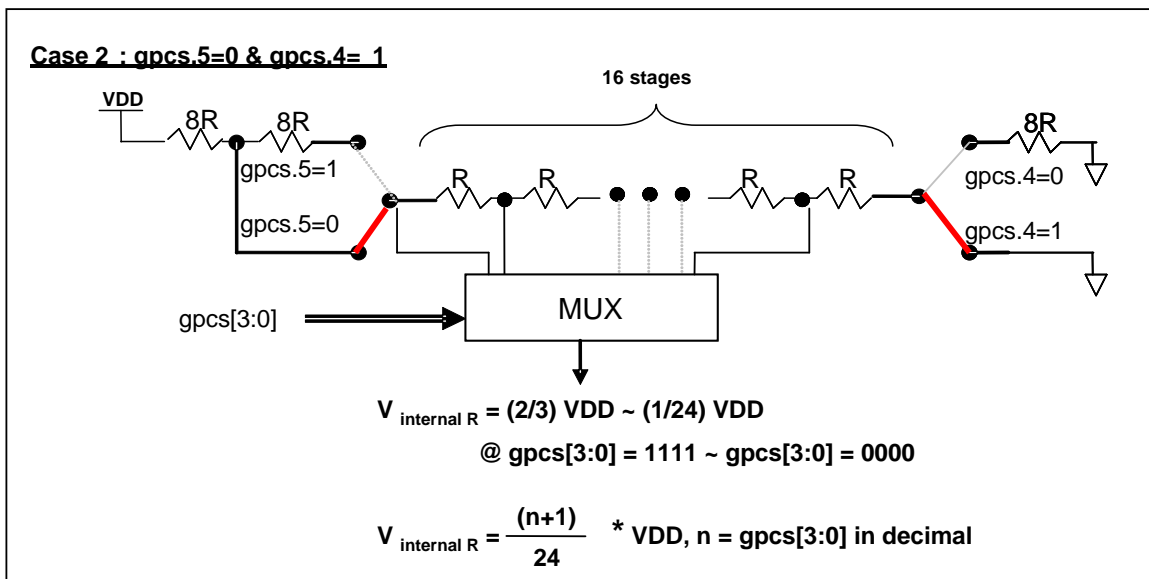 Case 2 : gpcs.5=0 & gpcs.4= 1
16 stages
VDD
8R 8R 8R
gpcs.5=1 R R R R gpcs.4=0
gpcs.5=0 gpcs.4=1
gpcs[3:0] MUX
V internal R = (2/3) VDD ~ (1/24) VDD
@ gpcs[3:0] = 1111 ~ gpcs[3:0] = 0000
V internal R = (n+1)
24
* VDD, n = gpcs[3:0] in decimal